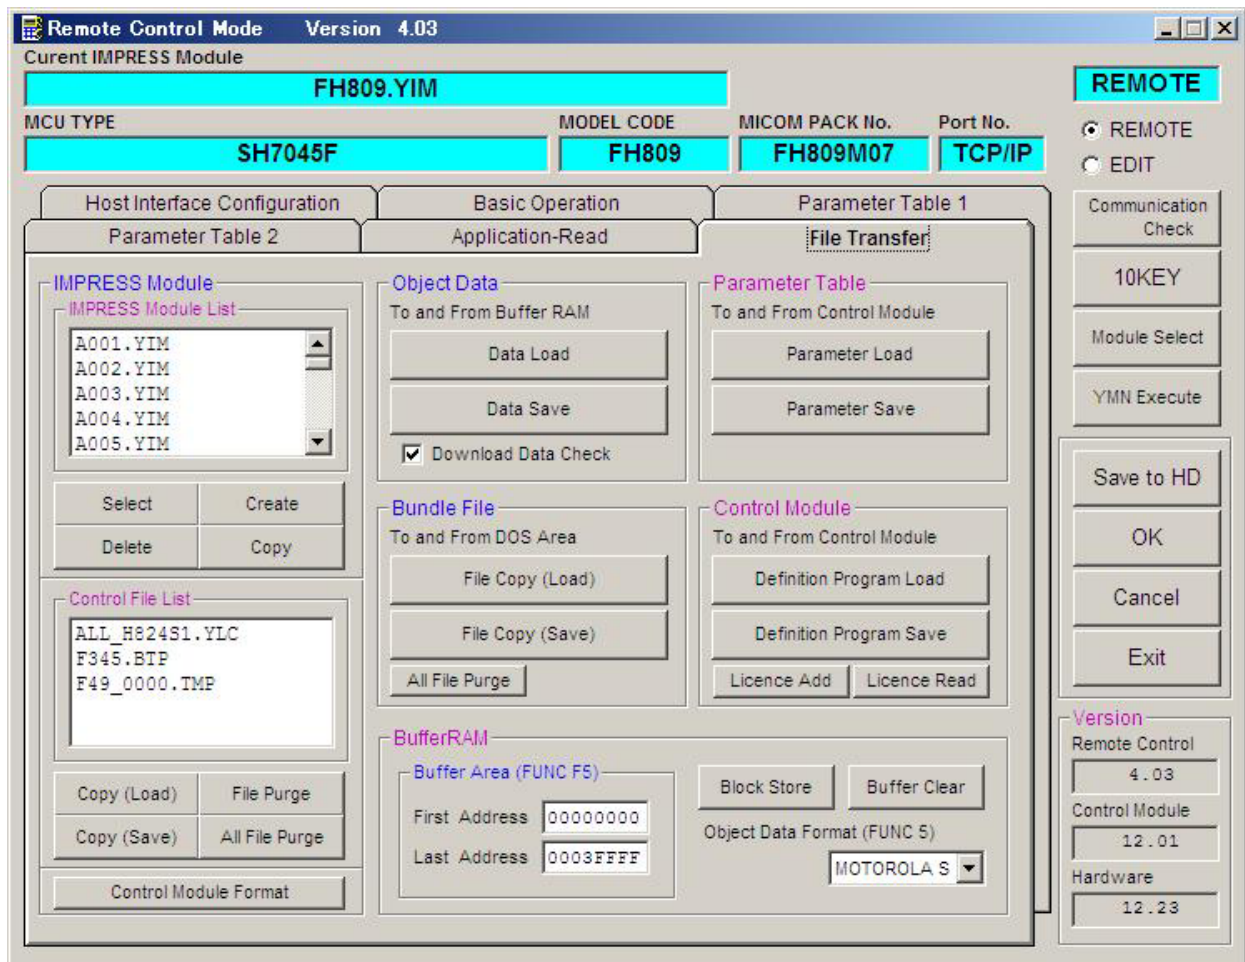 Remote Control Mode Version 4.03
Curent IMPRESS Module
FH809.YIM
REMOTE
MCU TYPE
MODEL CODE
MICOM PACK No.
Port No.
SH7045F
FH809
FH809M07
TCP/IP
REMOTE
EDIT
Host Interface Configuration
Basic Operation
Parameter Table 1
Parameter Table 2
Application-Read
File Transfer
IMPRESS Module
IMPRESS Module List
A001.YIM
A002.YIM
A003.YIM
A004.YIM
A005.YIM
Select
Create
Delete
Copy
Control File List
ALL_H824S1.YLC
F345.BTP
F49_0000.TMP
Copy (Load)
File Purge
Copy (Save)
All File Purge
Control Module Format
Object Data
To and From Buffer RAM
Data Load
Data Save
Download Data Check
Parameter Table
To and From Control Module
Parameter Load
Parameter Save
Bundle File
To and From DOS Area
File Copy (Load)
File Copy (Save)
All File Purge
Control Module
To and From Control Module
Definition Program Load
Definition Program Save
Licence Add
Licence Read
BufferRAM
Buffer Area (FUNC F5)
First Address 00000000
Last Address 0003FFFF
Block Store
Buffer Clear
Object Data Format (FUNC 5)
MOTOROLA S
Communication
Check
10KEY
Module Select
YMN Execute
Save to HD
OK
Cancel
Exit
Version
Remote Control
4.03
Control Module
12.01
Hardware
12.23